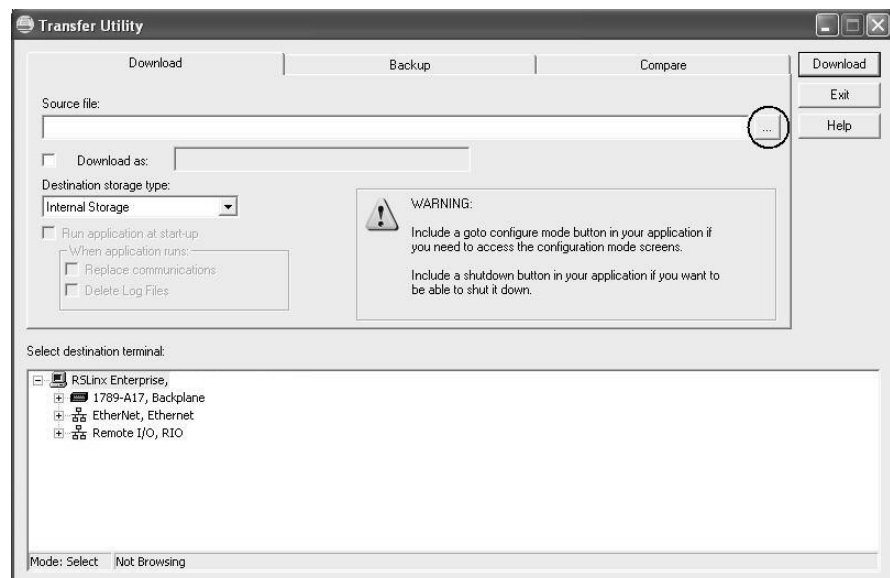 Transfer Utility
Download
Backup
Compare
Download
Exit
Help
Source file:
...
Download as:
Destination storage type:
Internal Storage
Run application at start-up
When application runs:
Replace communications
Delete Log Files
WARNING:
Include a goto configure mode button in your application if
you need to access the configuration mode screens.
Include a shutdown button in your application if you want to
be able to shut it down.
Select destination terminal:
RSLinx Enterprise,
1789-A17, Backplane
EtherNet, Ethernet
Remote I/O, RIO
Mode: Select
Not Browsing